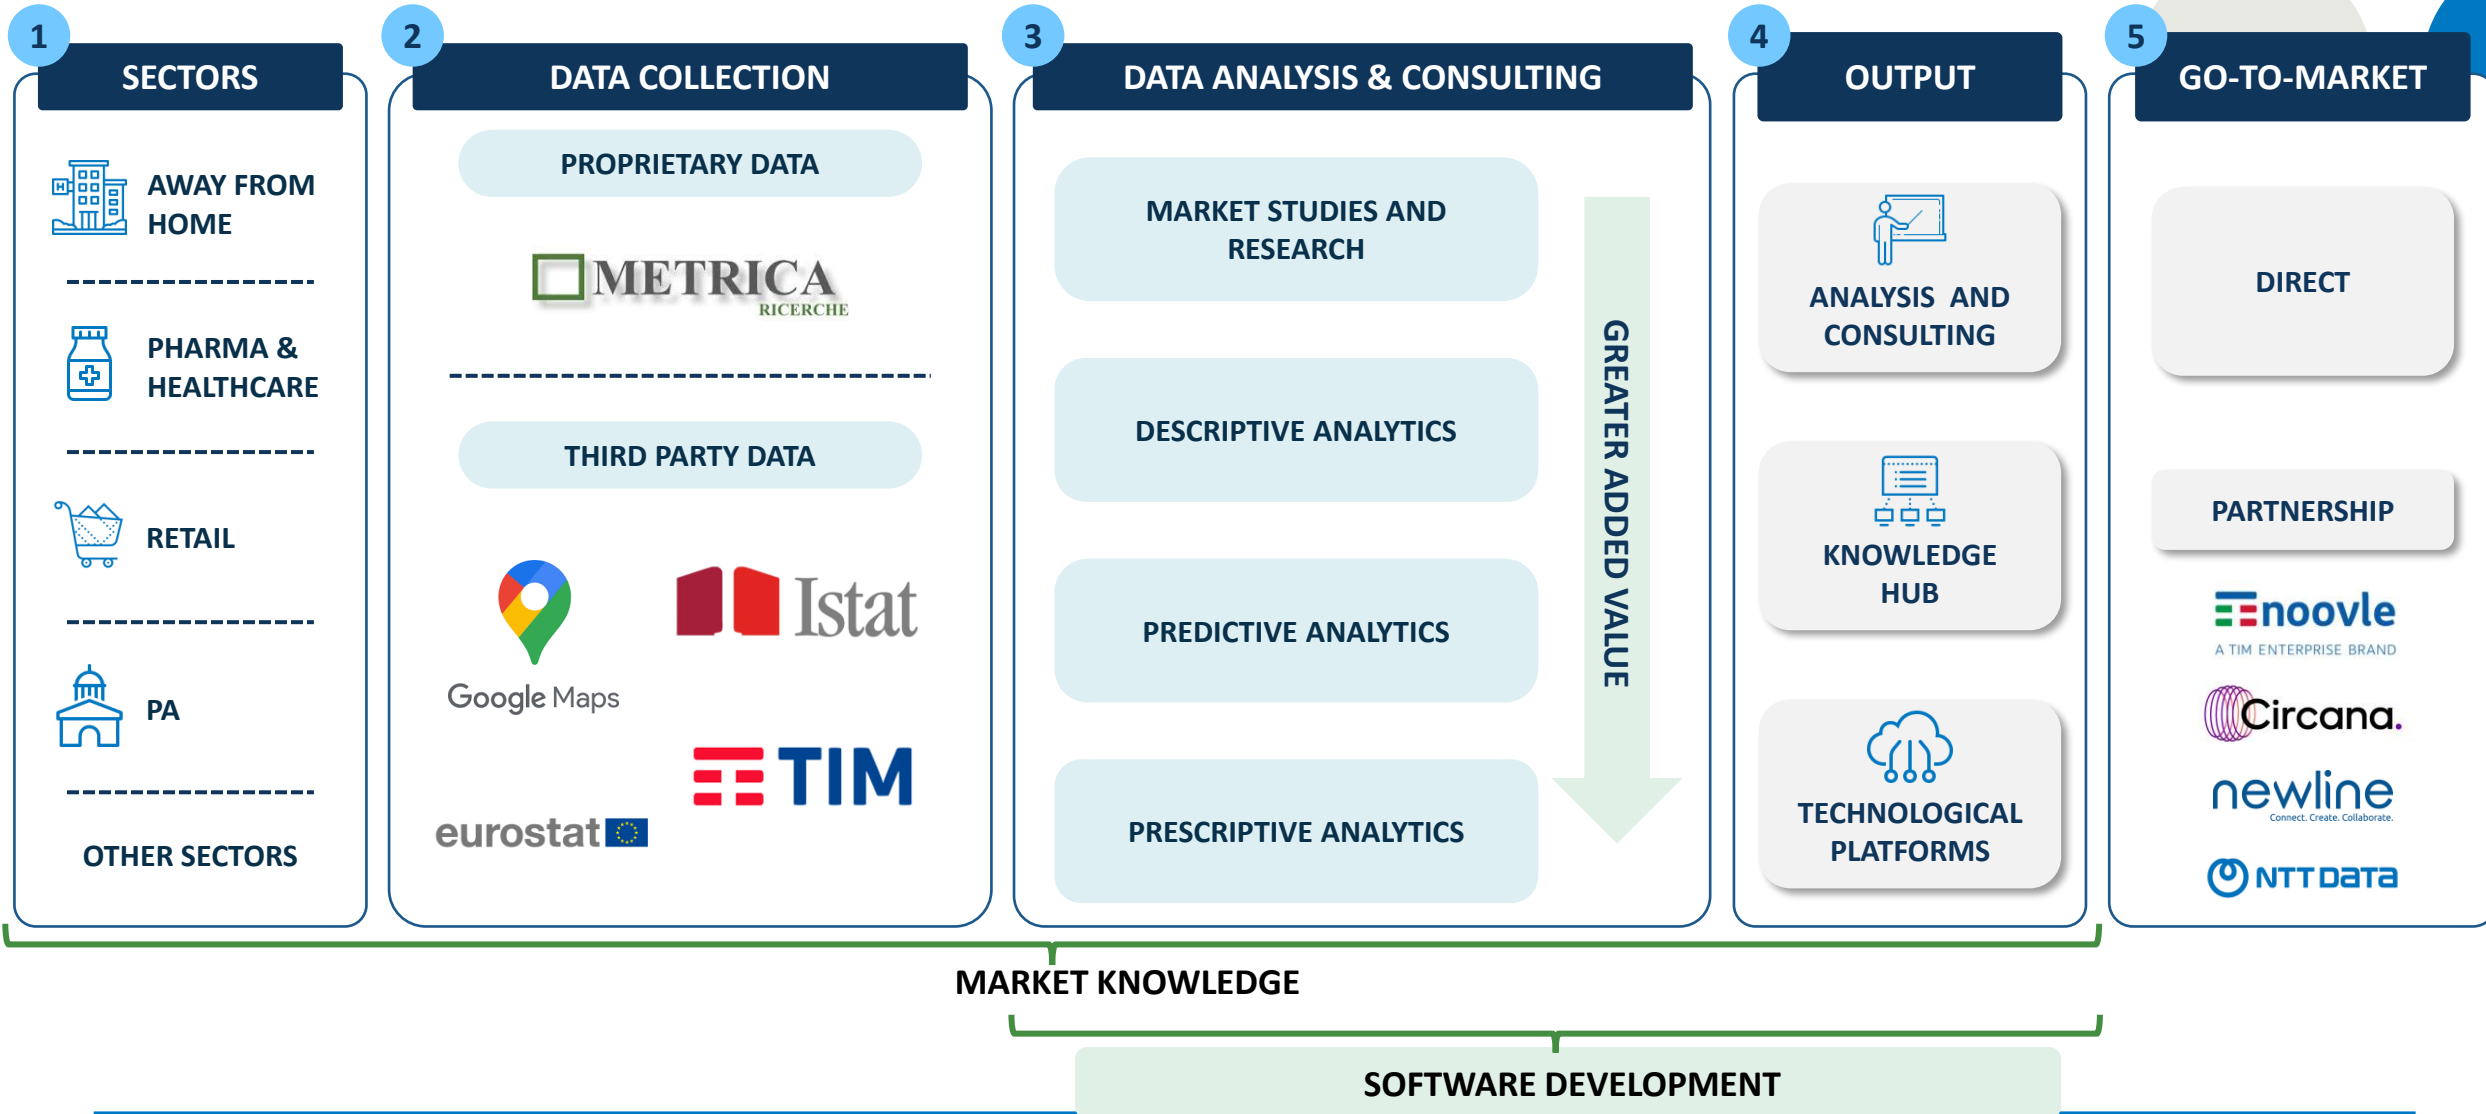 1
SECTORS
AWAY FROM
HOME
H
PHARMA &
HEALTHCARE
RETAIL
PA
OTHER SECTORS
2
DATA COLLECTION
PROPRIETARY DATA
METRICA
RICERCHE
THIRD PARTY DATA
Google Maps
Istat
TIM
eurostat
3
DATA ANALYSIS & CONSULTING
MARKET STUDIES AND
RESEARCH
DESCRIPTIVE ANALYTICS
PREDICTIVE ANALYTICS
PRESCRIPTIVE ANALYTICS
GREATER ADDED VALUE
4
OUTPUT
ANALYSIS AND
CONSULTING
KNOWLEDGE
HUB
TECHNOLOGICAL
PLATFORMS
5
GO-TO-MARKET
DIRECT
PARTNERSHIP
noovle
A TIM ENTERPRISE BRAND
Circana.
newline
Connect. Create. Collaborate.
NTT DATA
MARKET KNOWLEDGE
SOFTWARE DEVELOPMENT